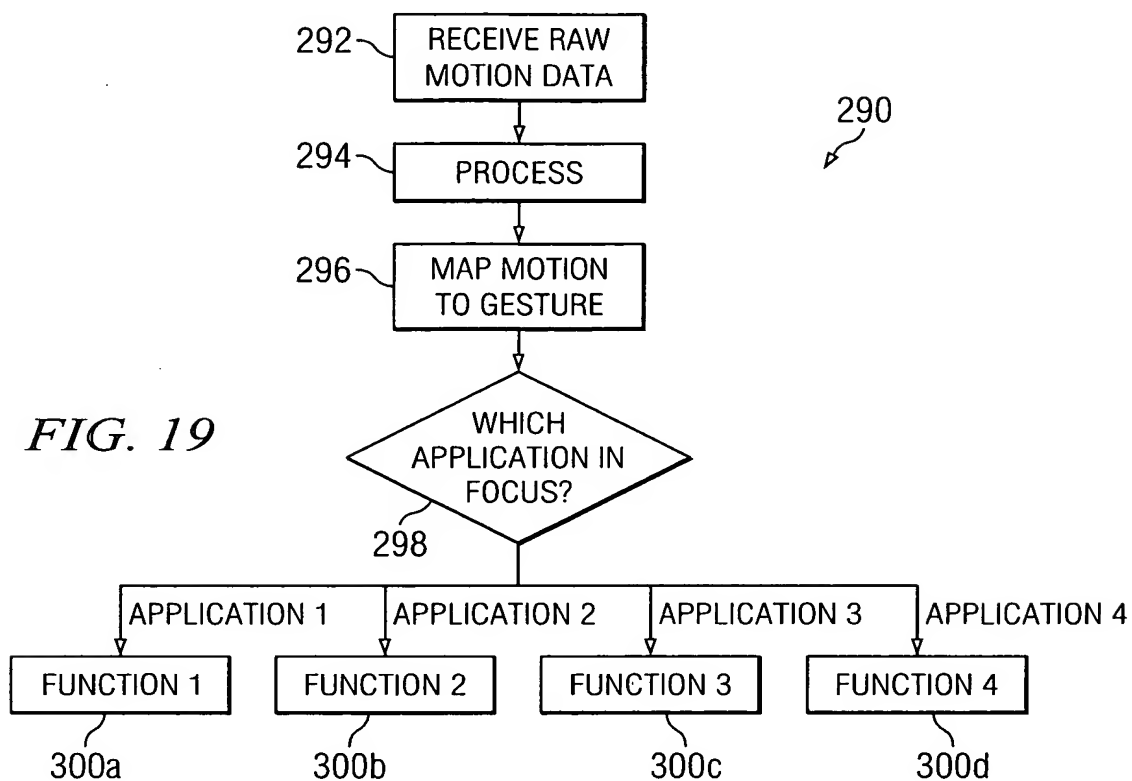 292
RECEIVE RAW
MOTION DATA
290
294
PROCESS
296
MAP MOTION
TO GESTURE
FIG. 19
WHICH
APPLICATION IN
FOCUS?
298
APPLICATION 1
APPLICATION 2
APPLICATION 3
APPLICATION 4
FUNCTION 1
FUNCTION 2
FUNCTION 3
FUNCTION 4
300a
300b
300c
300d